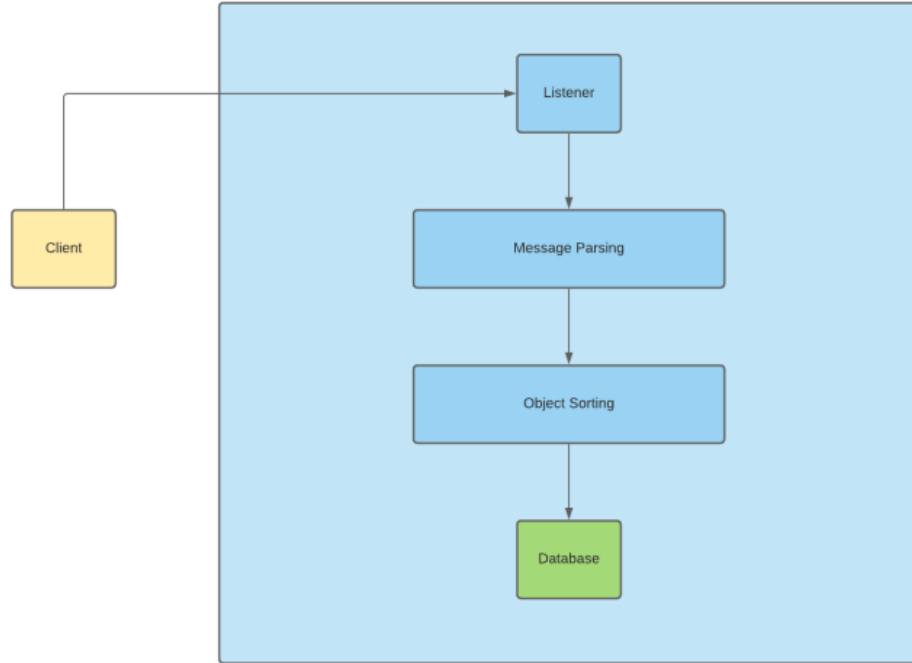 Listener
Client
Message Parsing
Object Sorting
Database